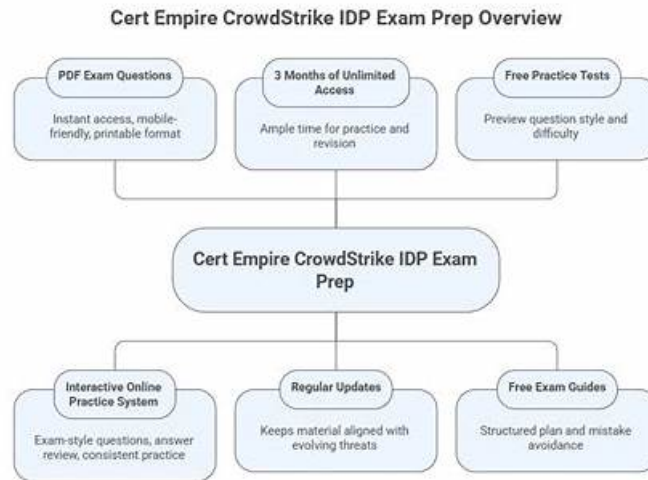 Cert Empire CrowdStrike IDP Exam Prep Overview
PDF Exam Questions
Instant access, mobile-
friendly, printable format
3 Months of Unlimited
Access
Ample time for practice and
revision
Free Practice Tests
Preview question style and
difficulty
Cert Empire CrowdStrike IDP Exam
Prep
Interactive Online
Practice System
Exam-style questions, answer
review, consistent practice
Regular Updates
Keeps material aligned with
evolving threats
Free Exam Guides
Structured plan and mistake
avoidance